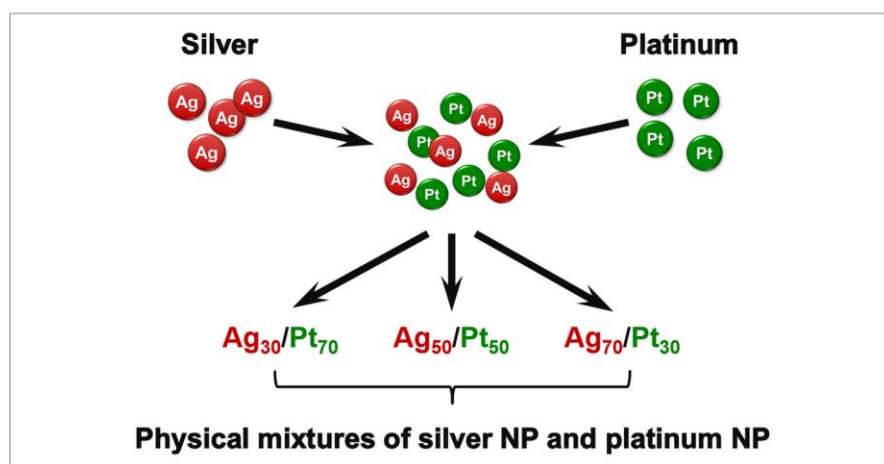 Silver Platinum
Ag Ag Ag Ag
Ag Pt Ag Pt Ag Pt Ag Pt Pt Ag
Pt Pt Pt Pt
Ag30/Pt70 Ag50/Pt50 Ag70/Pt30
Physical mixtures of silver NP and platinum NP